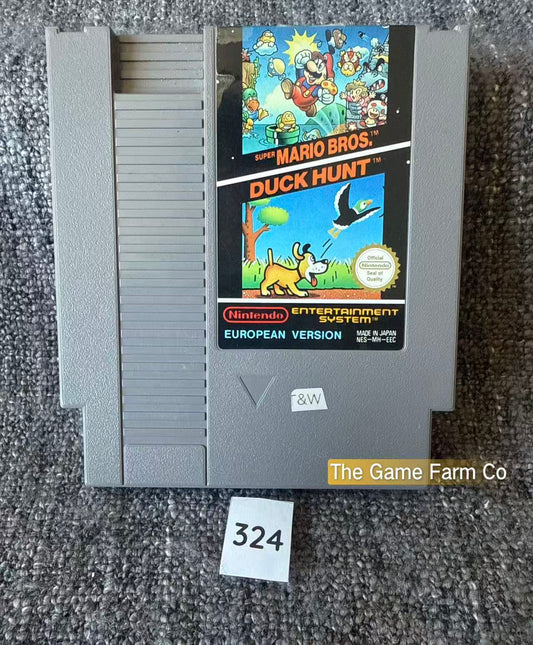 SUPER MARIO BROS.™
DUCK HUNT™
Official
Nintendo
Seal of
Quality
Nintendo ENTERTAINMENT
SYSTEM™
EUROPEAN VERSION
MADE IN JAPAN
NES-MH-EEC
&W
The Game Farm Co
324